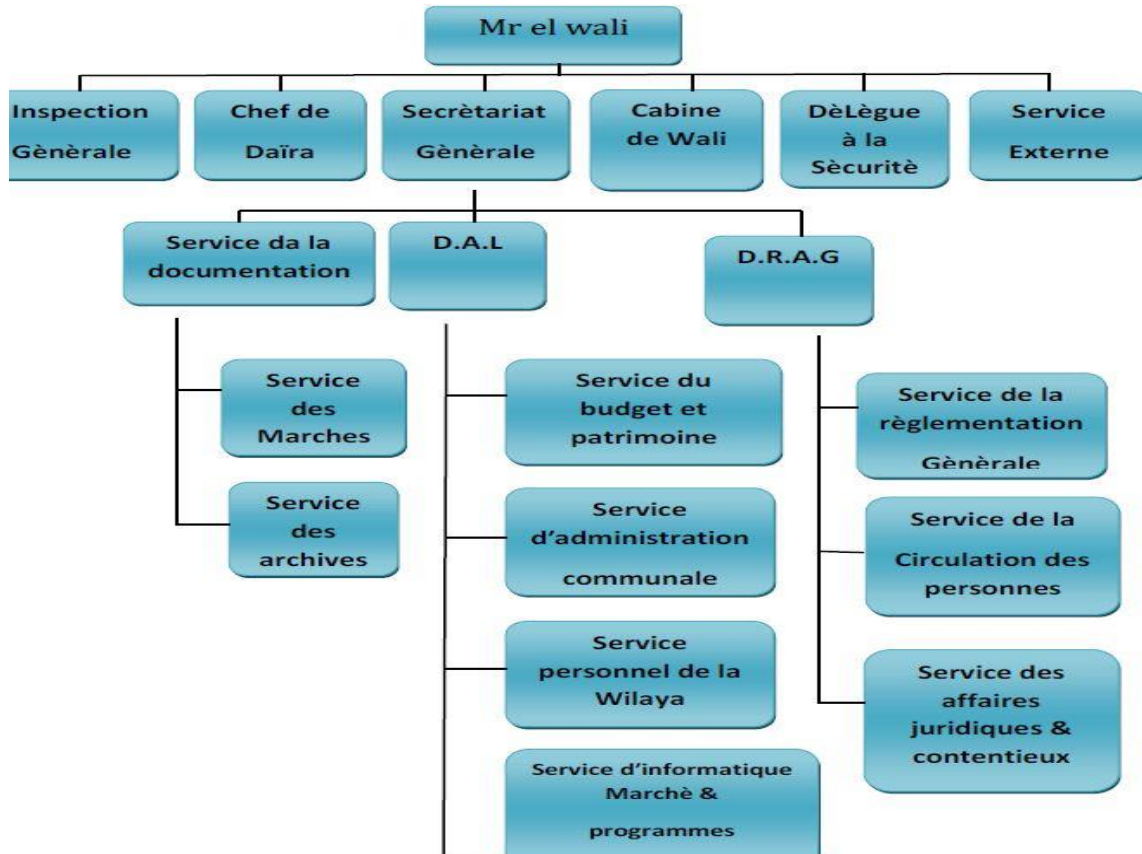 Mr el wali
Inspection
Gènèrale
Chef de
Daïra
Secrètariat
Gènèrale
Cabine
de Wali
DèLègue
à la
Sècuritè
Service
Externe
Service da la
documentation
D.A.L
D.R.A.G
Service
des
Marches
Service
des
archives
Service du
budget et
patrimoine
Service
d'administration
communale
Service
personnel de la
Wilaya
Service d'informatique
Marchè &
programmes
Service de la
règlementation
Gènèrale
Service de la
Circulation des
personnes
Service des
affaires
juridiques &
contentieux